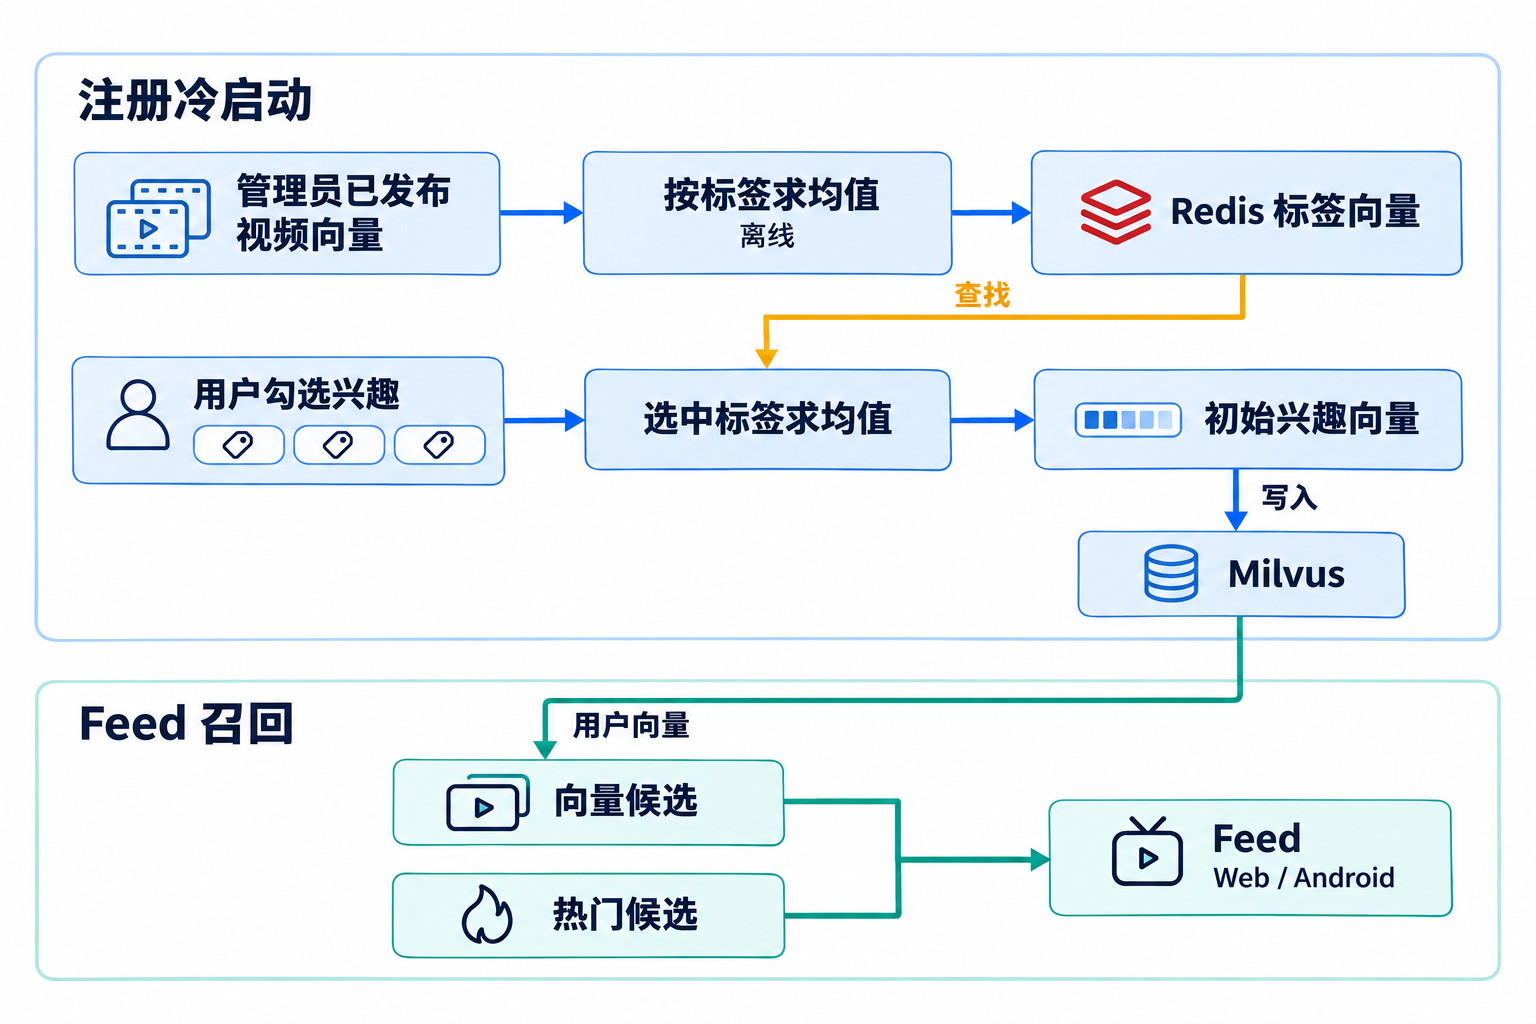 注册冷启动
管理员已发布
视频向量
按标签求均值
离线
Redis 标签向量
查找
用户勾选兴趣
选中标签求均值
初始兴趣向量
写入
Milvus
Feed 召回
用户向量
向量候选
热门候选
Feed
Web / Android